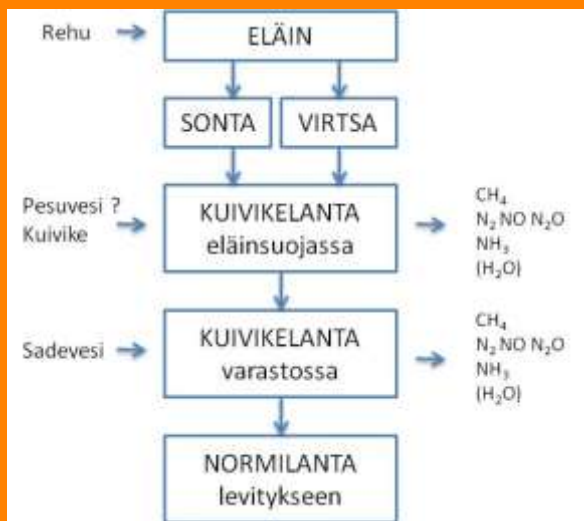 Rehu
ELÄIN
SONTA
VIRTSA
Pesuvesi ?
Kuivike
KUIVIKELANTA
eläinsuojassa
CH₄
N₂ NO N₂O
NH₃
(H₂O)
Sadevesi
KUIVIKELANTA
varastossa
CH₄
N₂ NO N₂O
NH₃
(H₂O)
NORMILANTA
levitykseen